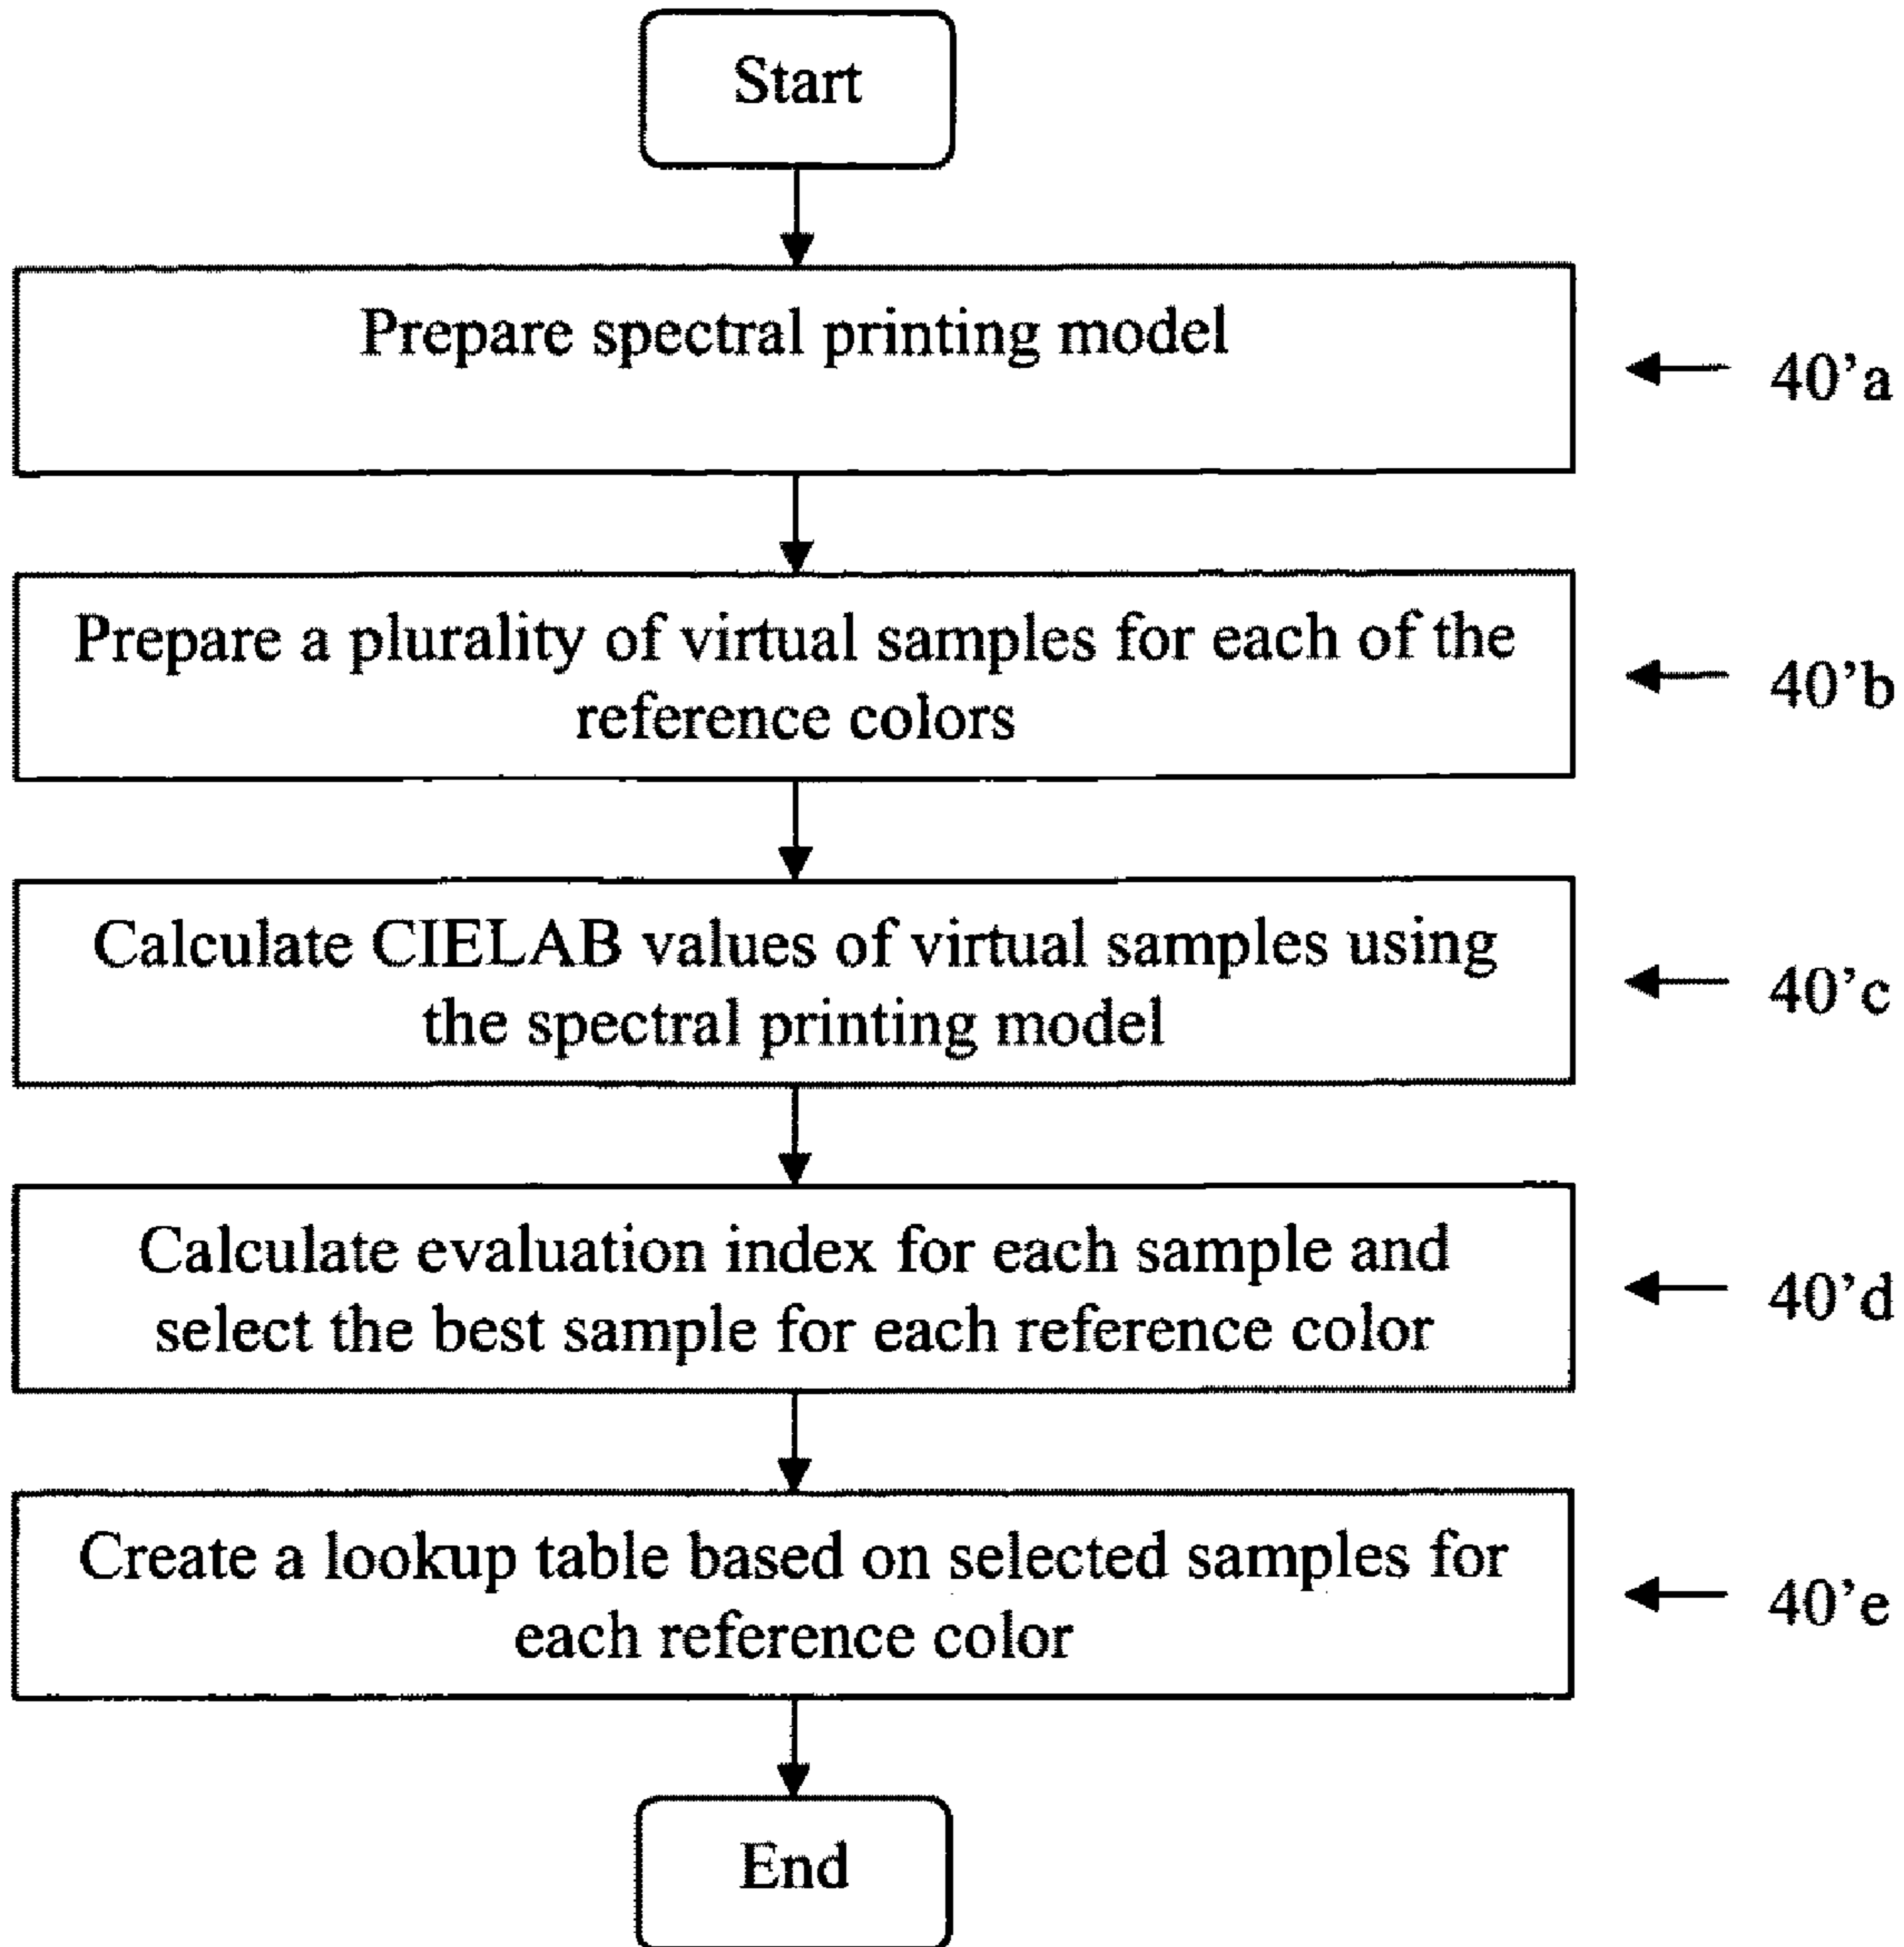 Start
Prepare spectral printing model
40’a
Prepare a plurality of virtual samples for each of the
reference colors
40’b
Calculate CIELAB values of virtual samples using
the spectral printing model
40’c
Calculate evaluation index for each sample and
select the best sample for each reference color
40’d
Create a lookup table based on selected samples for
each reference color
40’e
End